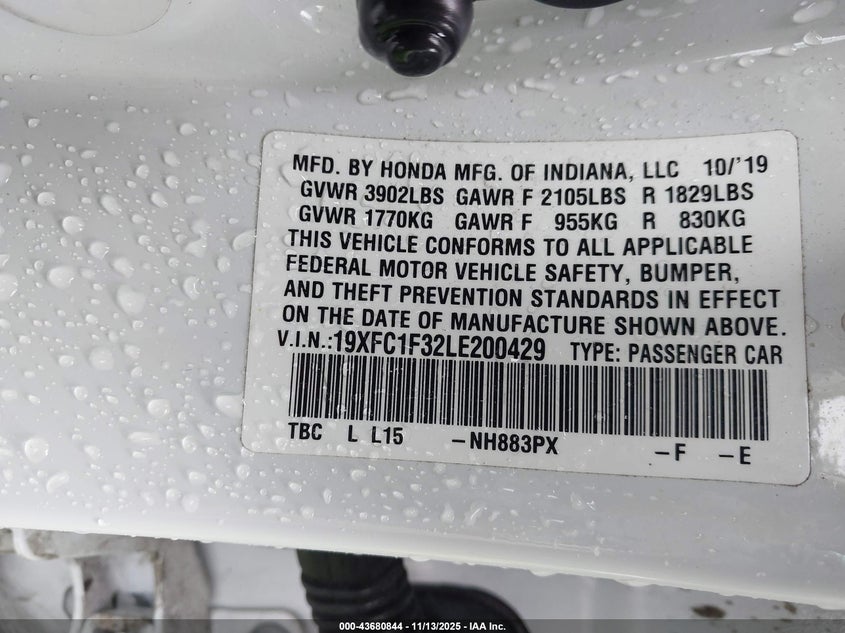 MFD. BY HONDA MFG. OF INDIANA, LLC 10/'19
GVWR 3902LBS GAWR F 2105LBS R 1829LBS
GVWR 1770KG GAWR F 955KG R 830KG
THIS VEHICLE CONFORMS TO ALL APPLICABLE
FEDERAL MOTOR VEHICLE SAFETY, BUMPER,
AND THEFT PREVENTION STANDARDS IN EFFECT
ON THE DATE OF MANUFACTURE SHOWN ABOVE.
V.I.N.:19XFC1F32LE200429 TYPE: PASSENGER CAR
TBC L L15 –NH883PX –F –E
000-43680844 | 11/13/2025 - IAA Inc.